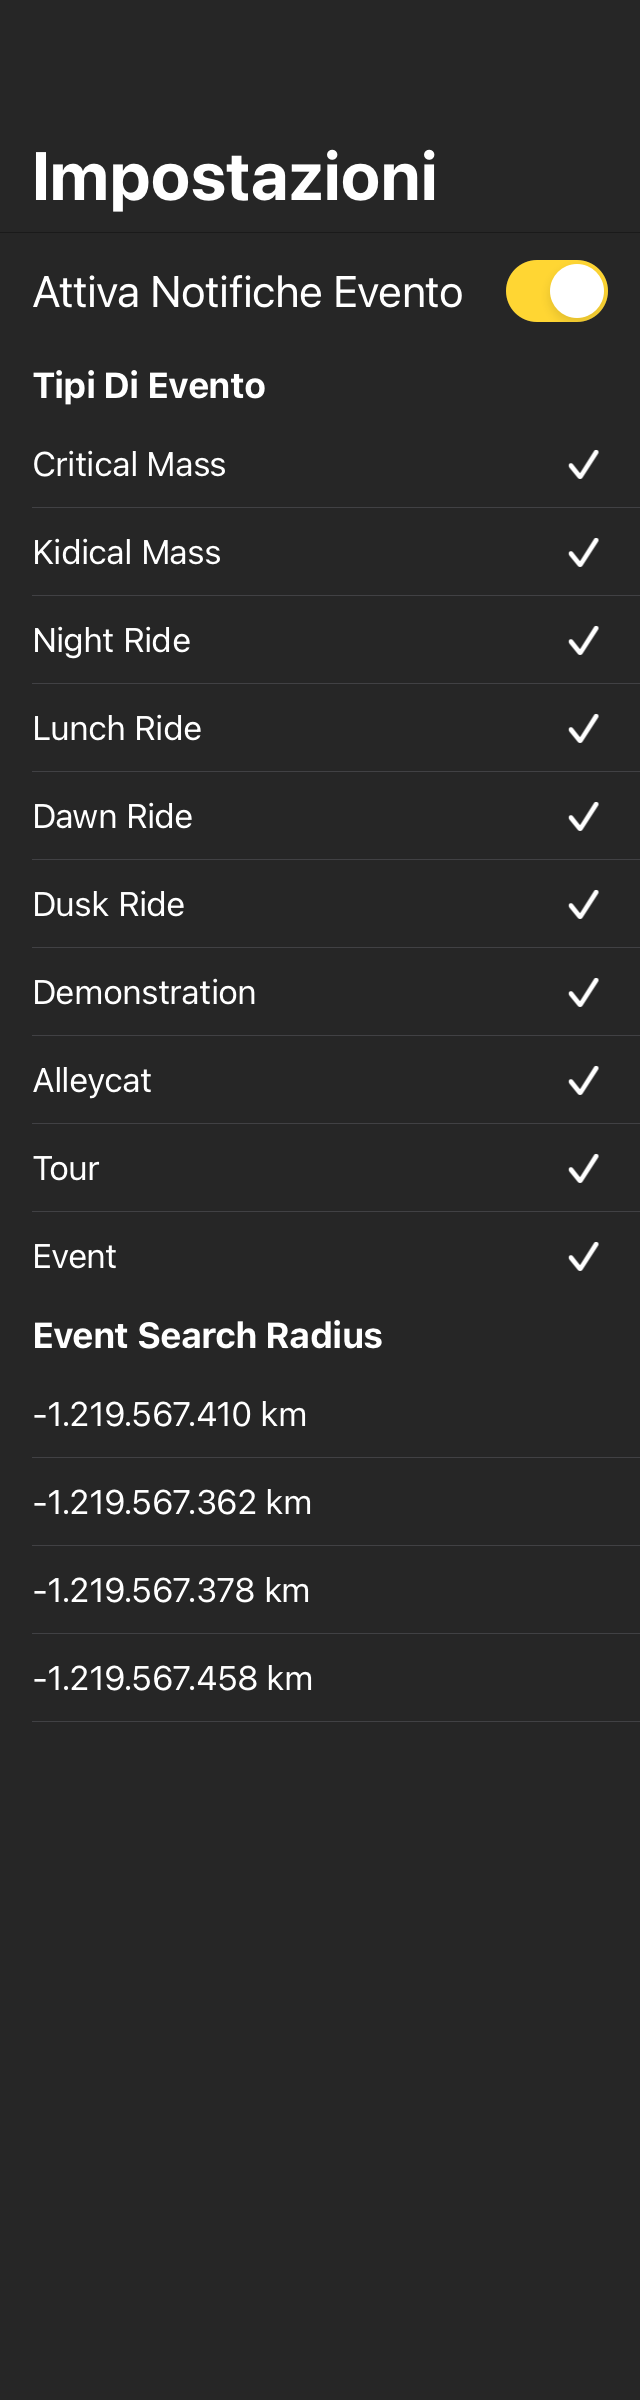 Impostazioni
Attiva Notifiche Evento
Tipi Di Evento
Critical Mass
Kidical Mass
Night Ride
Lunch Ride
Dawn Ride
Dusk Ride
Demonstration
Alleycat
Tour
Event
Event Search Radius
-1.219.567.410 km
-1.219.567.362 km
-1.219.567.378 km
-1.219.567.458 km